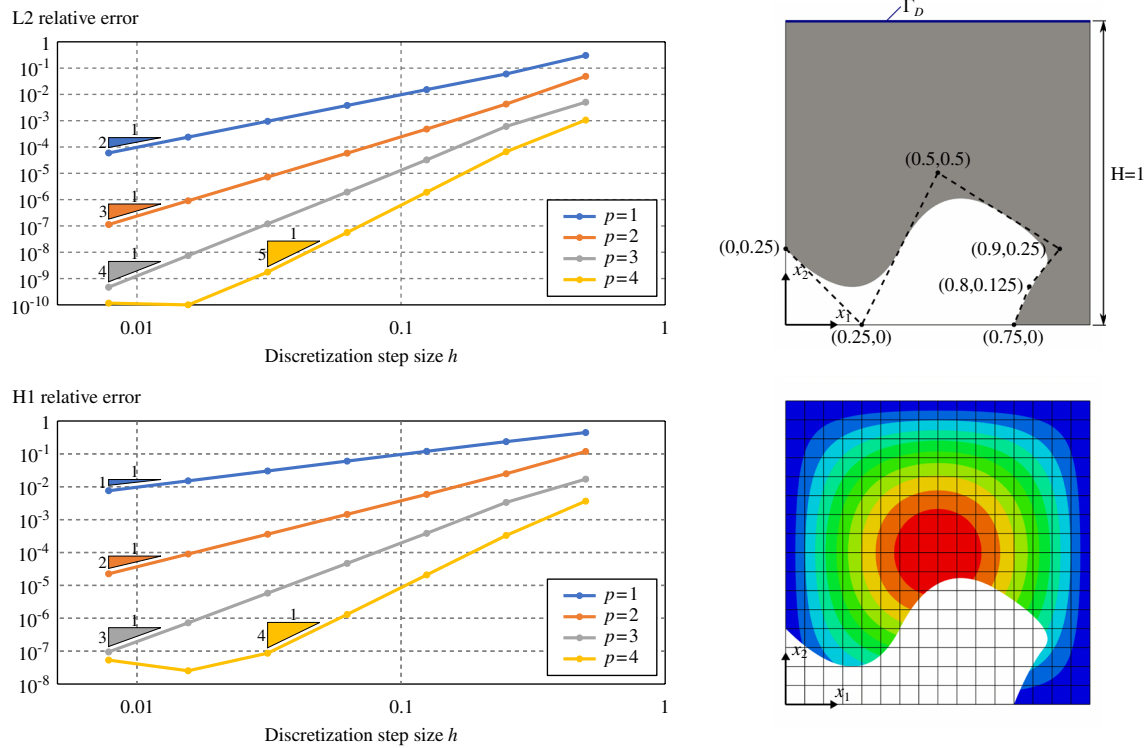 L2 relative error
1
10⁻¹
10⁻²
10⁻³
10⁻⁴
10⁻⁵
10⁻⁶
10⁻⁷
10⁻⁸
10⁻⁹
10⁻¹⁰
1
2
1
3
1
4
1
5
p=1
p=2
p=3
p=4
0.01 0.1 1
Discretization step size h
Γ_D
H=1
(0.5,0.5)
(0,0.25)
(0.9,0.25)
(0.8,0.125)
x₂
x₁
(0.25,0)
(0.75,0)
H1 relative error
1
10⁻¹
10⁻²
10⁻³
10⁻⁴
10⁻⁵
10⁻⁶
10⁻⁷
10⁻⁸
1
1
1
2
1
3
1
4
p=1
p=2
p=3
p=4
0.01 0.1 1
Discretization step size h
x₂
x₁